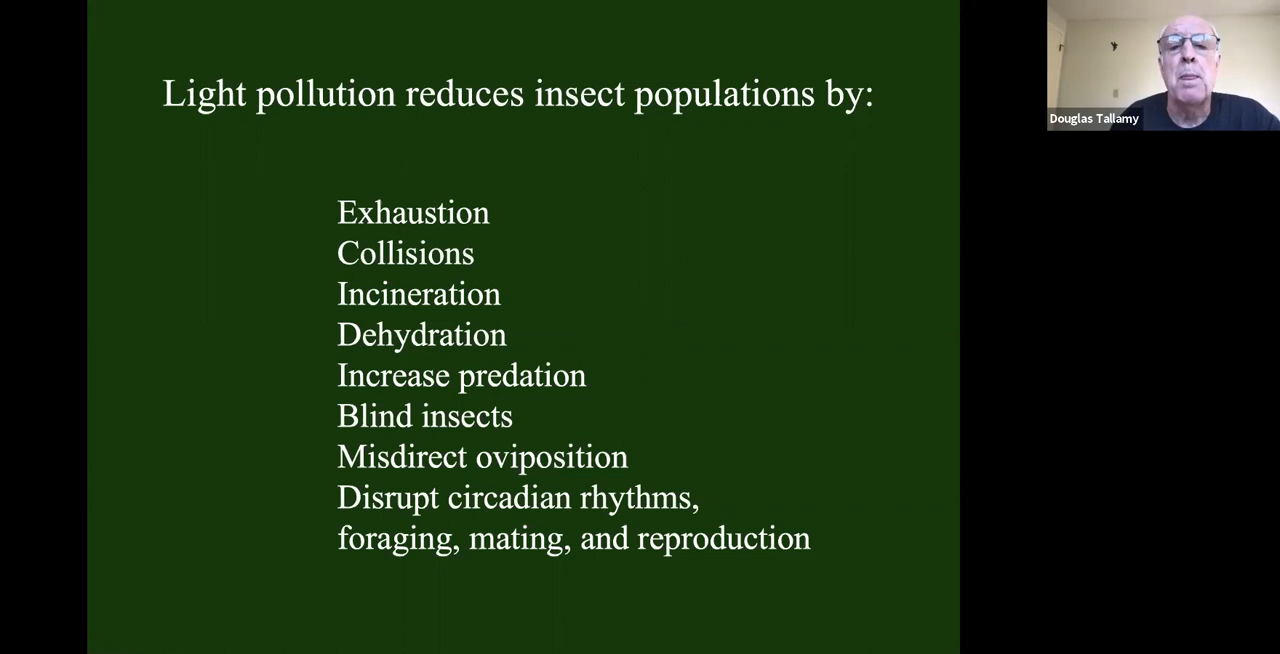 Light pollution reduces insect populations by:
Exhaustion
Collisions
Incineration
Dehydration
Increase predation
Blind insects
Misdirect oviposition
Disrupt circadian rhythms,
foraging, mating, and reproduction
Douglas Tallamy